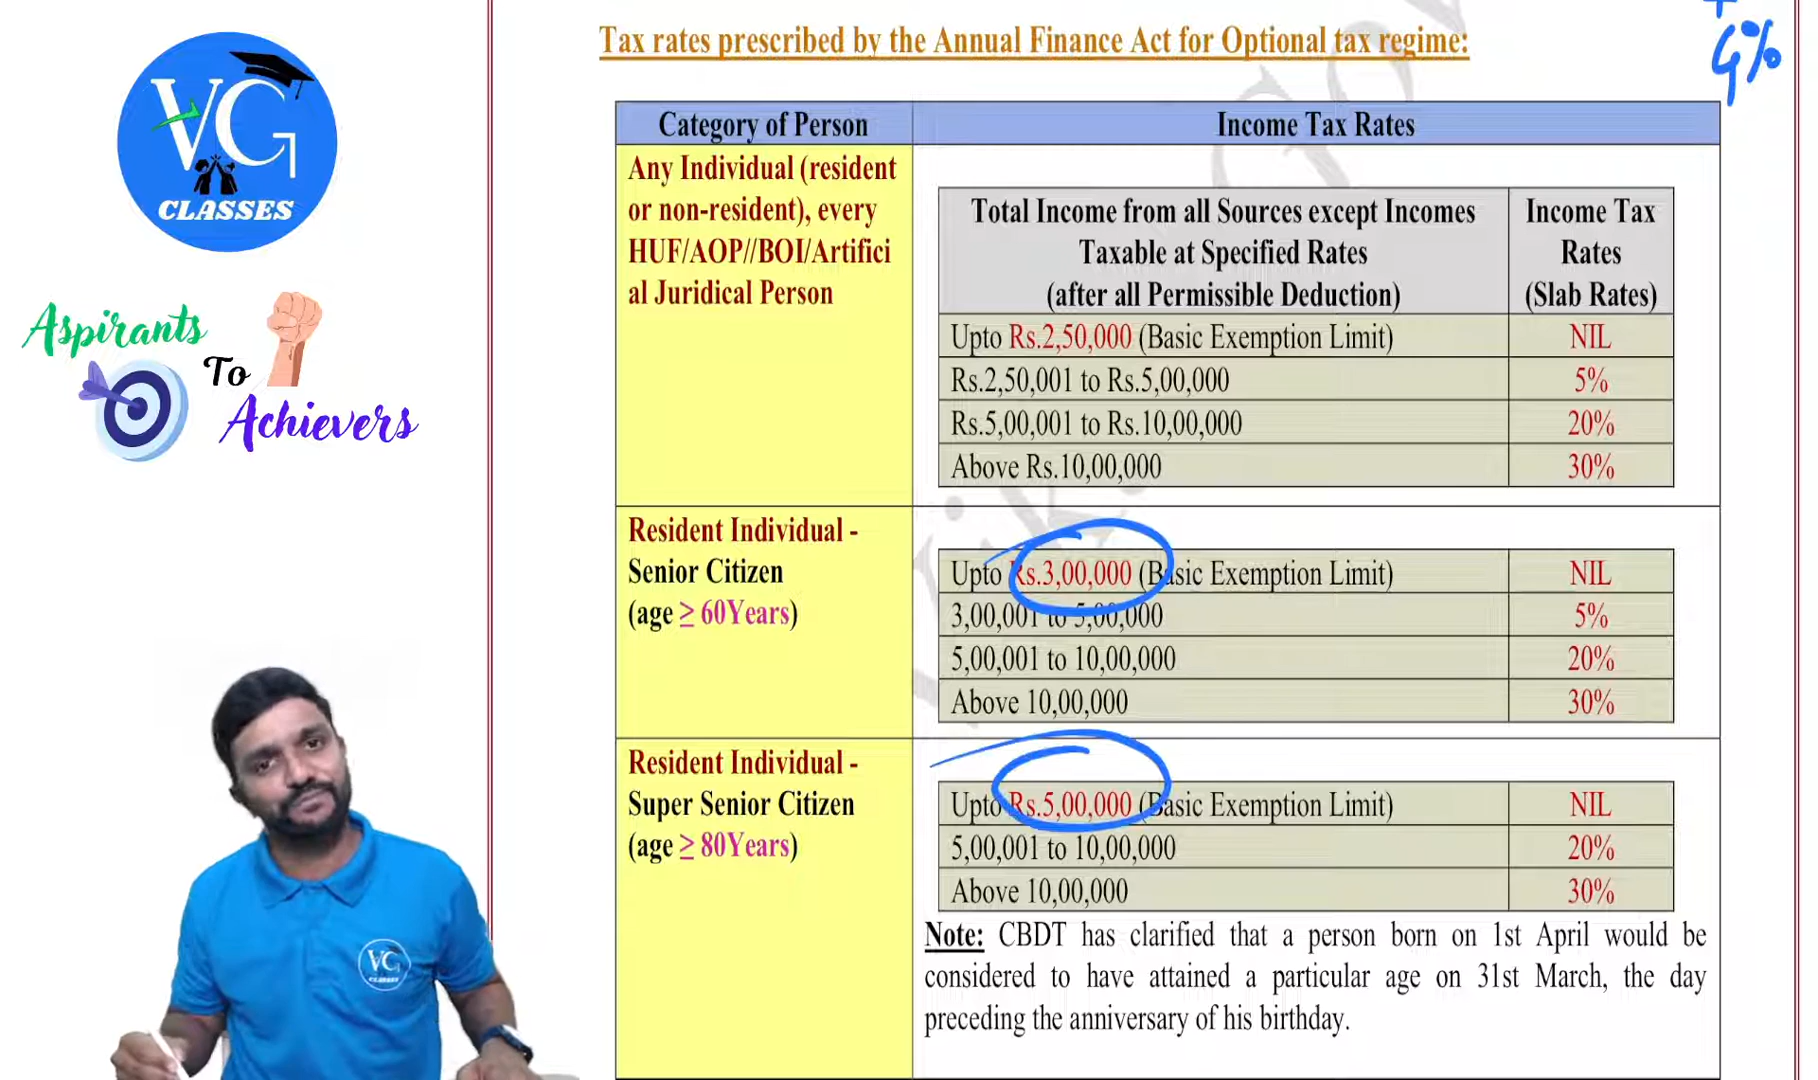 VG
CLASSES
Aspirants
To
Achievers
Tax rates prescribed by the Annual Finance Act for Optional tax regime:
+
4%
Category of Person
Income Tax Rates
Any Individual (resident
or non-resident), every
HUF/AOP//BOI/Artifici
al Juridical Person
Total Income from all Sources except Incomes
Taxable at Specified Rates
(after all Permissible Deduction)
Income Tax
Rates
(Slab Rates)
Upto Rs.2,50,000 (Basic Exemption Limit) NIL
Rs.2,50,001 to Rs.5,00,000 5%
Rs.5,00,001 to Rs.10,00,000 20%
Above Rs.10,00,000 30%
Resident Individual -
Senior Citizen
(age ≥ 60Years)
Upto Rs.3,00,000 (Basic Exemption Limit) NIL
3,00,001 to 5,00,000 5%
5,00,001 to 10,00,000 20%
Above 10,00,000 30%
Resident Individual -
Super Senior Citizen
(age ≥ 80Years)
Upto Rs.5,00,000 (Basic Exemption Limit) NIL
5,00,001 to 10,00,000 20%
Above 10,00,000 30%
Note: CBDT has clarified that a person born on 1st April would be
considered to have attained a particular age on 31st March, the day
preceding the anniversary of his birthday.
VG
CLASSES